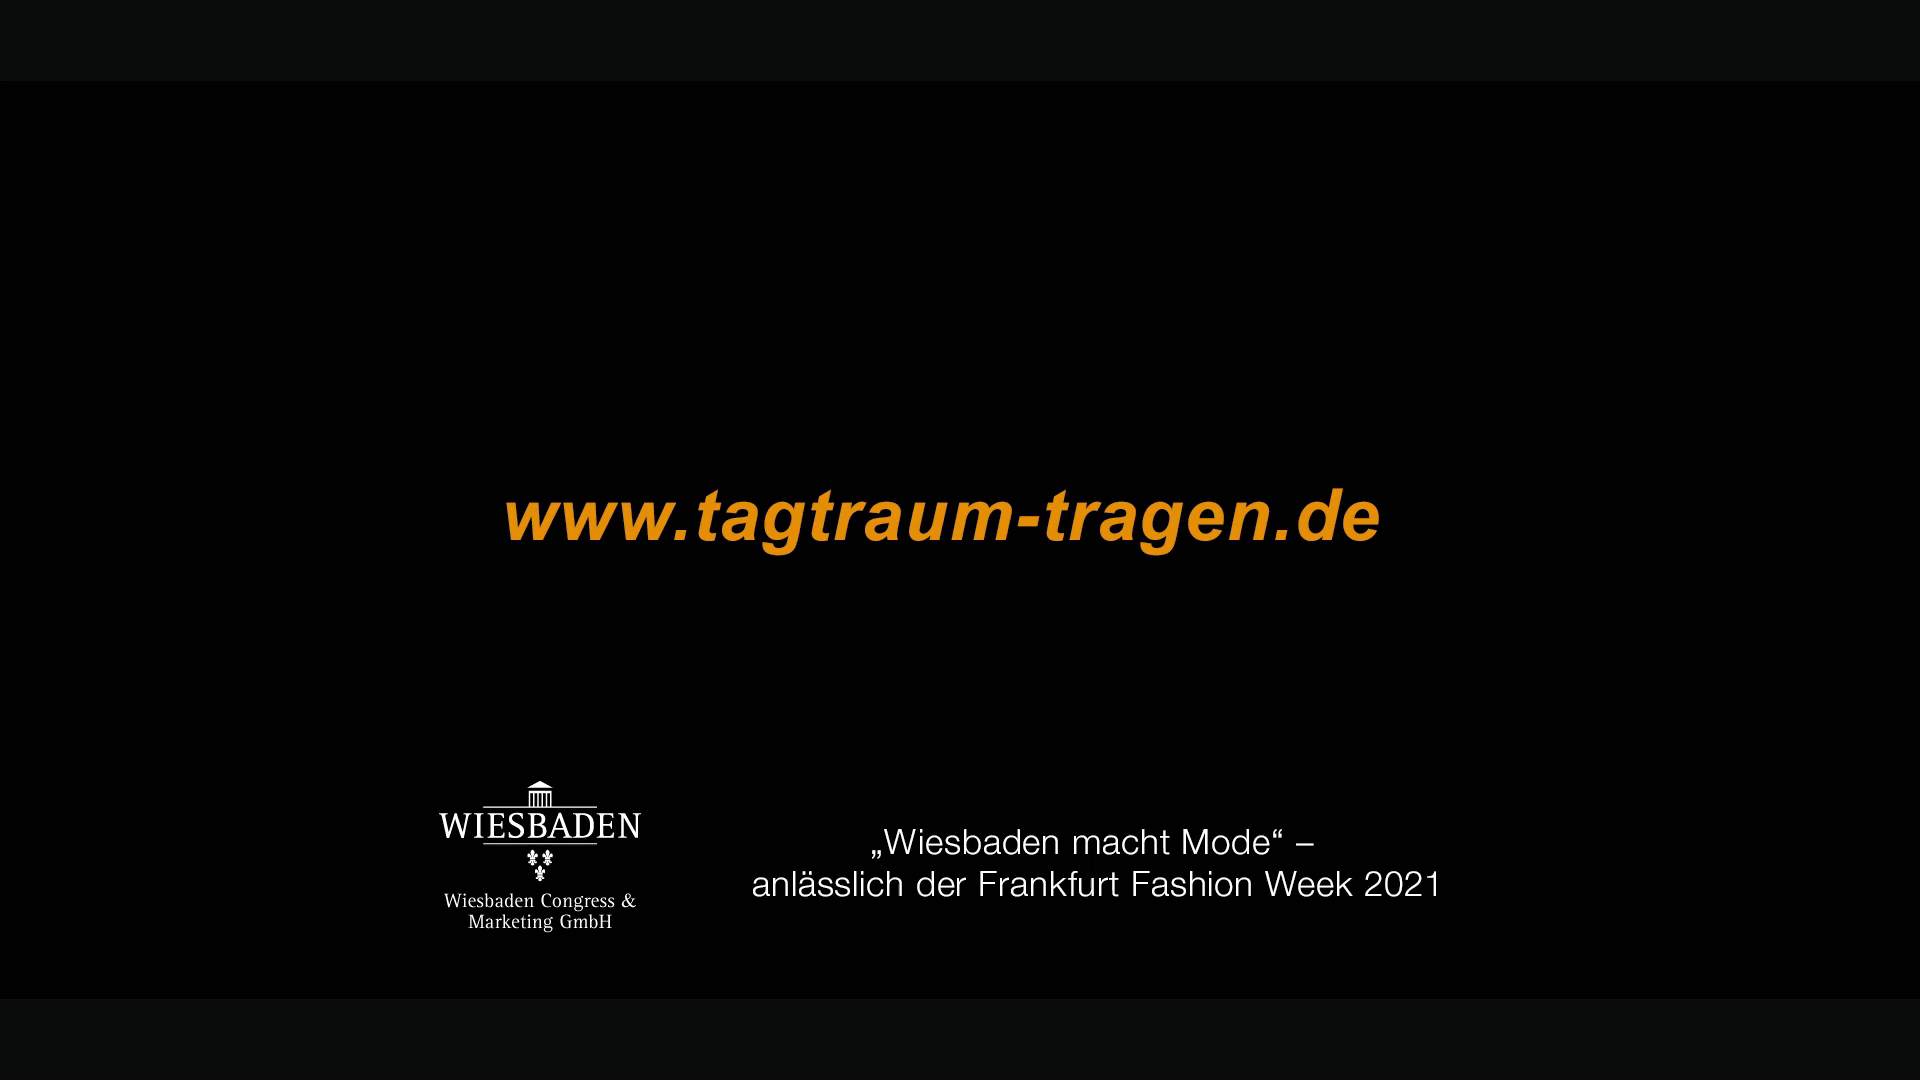 www.tagtraum-tragen.de
WIESBADEN
Wiesbaden Congress &
Marketing GmbH
„Wiesbaden macht Mode“ –
anlässlich der Frankfurt Fashion Week 2021